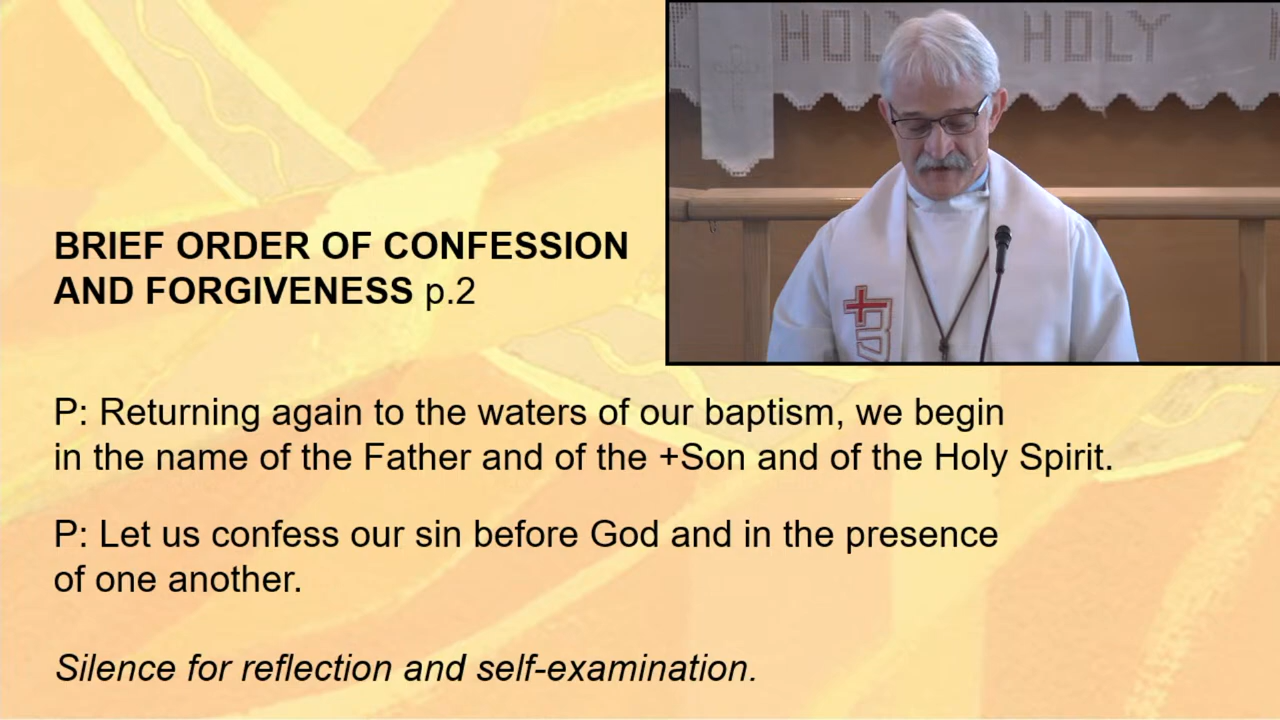 HOLY HOLY
BRIEF ORDER OF CONFESSION
AND FORGIVENESS p.2
P: Returning again to the waters of our baptism, we begin
in the name of the Father and of the +Son and of the Holy Spirit.
P: Let us confess our sin before God and in the presence
of one another.
Silence for reflection and self-examination.